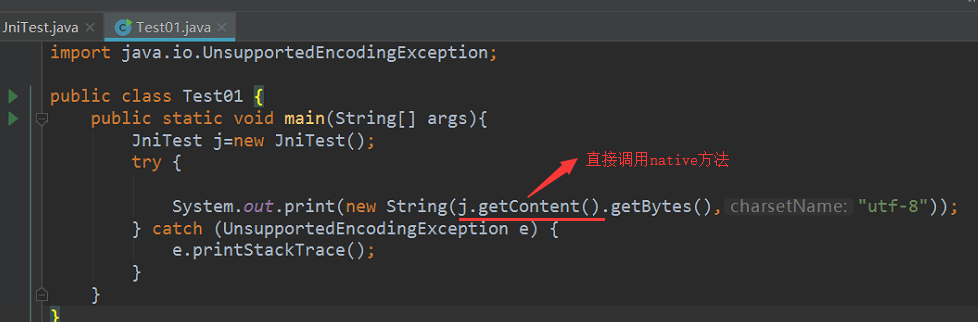 JniTest.java × Test01.java ×
import java.io.UnsupportedEncodingException;
public class Test01 {
public static void main(String[] args){
JniTest j=new JniTest();
try {
直接调用native方法
System.out.print(new String(j.getContent().getBytes(), charsetName: "utf-8"));
} catch (UnsupportedEncodingException e) {
e.printStackTrace();
}
}
}